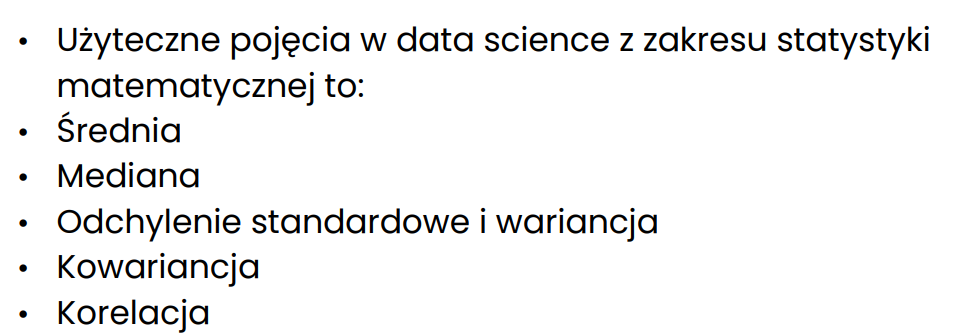 • Użyteczne pojęcia w data science z zakresu statystyki
matematycznej to:
• Średnia
• Mediana
• Odchylenie standardowe i wariancja
• Kowariancja
• Korelacja